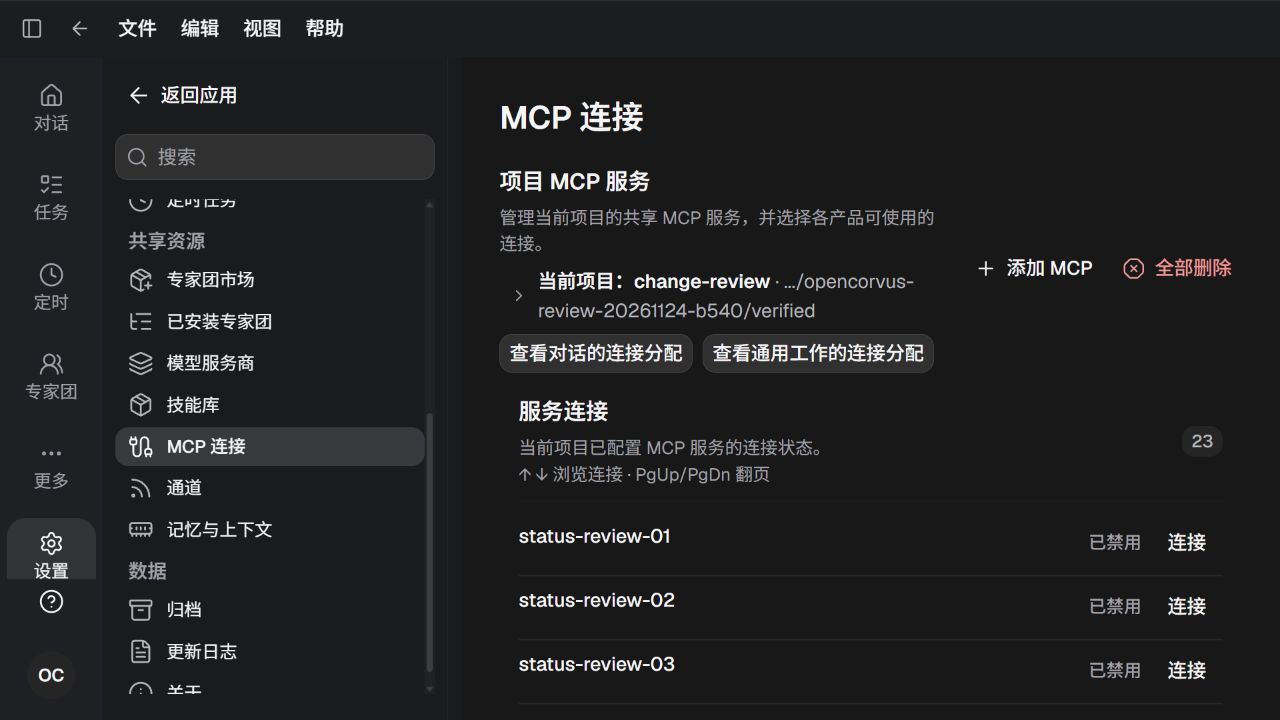 文件 编辑 视图 帮助
对话
任务
定时
专家团
更多
设置
OC
返回应用
搜索
定时任务
共享资源
专家团市场
已安装专家团
模型服务商
技能库
MCP 连接
通道
记忆与上下文
数据
归档
更新日志
关于
MCP 连接
项目 MCP 服务
管理当前项目的共享 MCP 服务，并选择各产品可使用的
连接。
当前项目：change-review · .../opencorvus-
review-20261124-b540/verified
添加 MCP 全部删除
查看对话的连接分配 查看通用工作的连接分配
服务连接
当前项目已配置 MCP 服务的连接状态。
↑↓ 浏览连接 · PgUp/PgDn 翻页
23
status-review-01 已禁用 连接
status-review-02 已禁用 连接
status-review-03 已禁用 连接